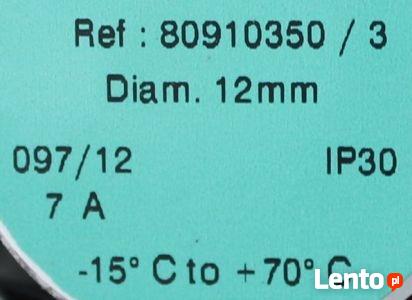 Ref : 80910350 / 3
Diam. 12mm
097/12 IP30
7 A
-15° C to +70° C
Lento.pl